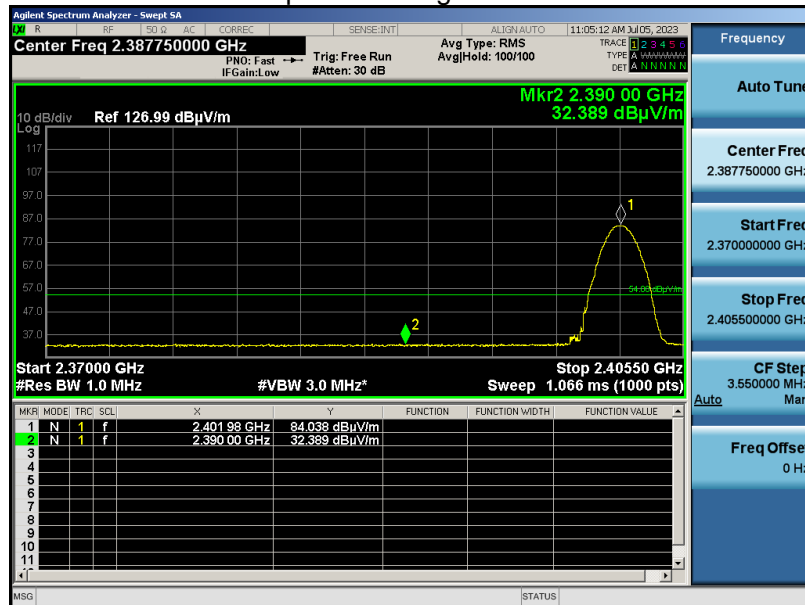 Agilent Spectrum Analyzer - Swept SA
R RF 50 Ω AC CORREC SENSE:INT ALIGN AUTO 11:05:12 AM Jul 05, 2023
Center Freq 2.387750000 GHz
PNO: Fast
IFGain:Low
Trig: Free Run
#Atten: 30 dB
Avg Type: RMS
Avg|Hold: 100/100
TRACE 1 2 3 4 5 6
TYPE A WWWWWW
DET A N N N N N
Mkr2 2.390 00 GHz
32.389 dBµV/m
10 dB/div Ref 126.99 dBµV/m
Log
117
107
97.0
87.0
77.0
67.0
57.0
47.0
37.0
1
54.00 dBµV/m
2
Start 2.37000 GHz Stop 2.40550 GHz
#Res BW 1.0 MHz #VBW 3.0 MHz* Sweep 1.066 ms (1000 pts)
MKR MODE TRC SCL X Y FUNCTION FUNCTION WIDTH FUNCTION VALUE
1 N 1 f 2.401 98 GHz 84.038 dBµV/m
2 N 1 f 2.390 00 GHz 32.389 dBµV/m
3
4
5
6
7
8
9
10
11
MSG STATUS
Frequency
Auto Tune
Center Freq
2.387750000 GHz
Start Freq
2.370000000 GHz
Stop Freq
2.405500000 GHz
CF Step
3.550000 MHz
Auto Man
Freq Offset
0 Hz